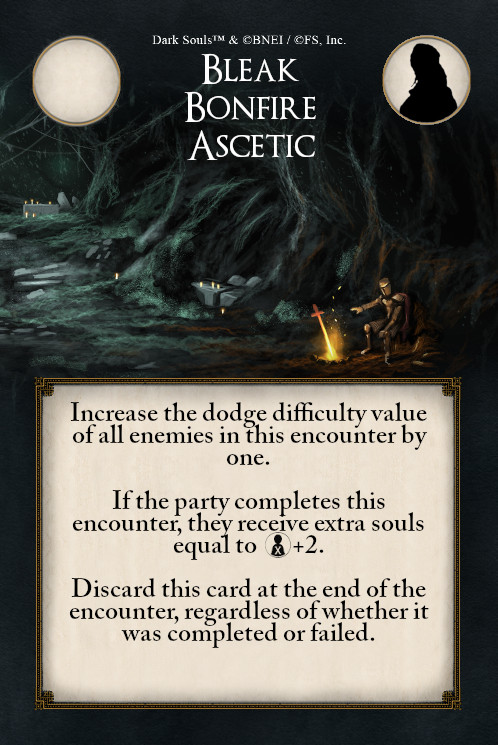 Dark Souls™ & ©BNEI / ©FS, Inc.
Bleak
Bonfire
Ascetic
Increase the dodge difficulty value
of all enemies in this encounter by
one.
If the party completes this
encounter, they receive extra souls
equal to x+2.
Discard this card at the end of the
encounter, regardless of whether it
was completed or failed.